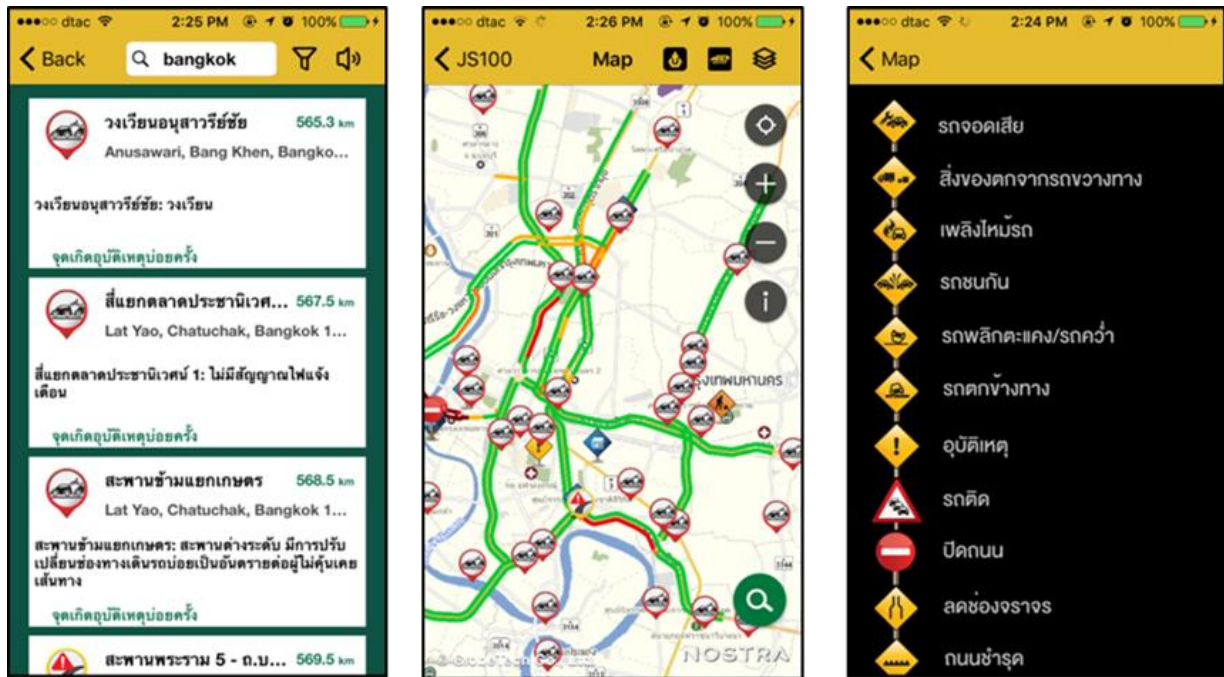 dtac 2:25 PM 100%
Back bangkok
วงเวียนอนุสาวรีย์ชัย 565.3 km
Anusawari, Bang Khen, Bangko...
วงเวียนอนุสาวรีย์ชัย: วงเวียน
จุดเกิดอุบัติเหตุบ่อยครั้ง
สี่แยกตลาดประชานิเวศ... 567.5 km
Lat Yao, Chatuchak, Bangkok 1...
สี่แยกตลาดประชานิเวศน์ 1: ไม่มีสัญญาณไฟแจ้ง
เตือน
จุดเกิดอุบัติเหตุบ่อยครั้ง
สะพานข้ามแยกเกษตร 568.5 km
Lat Yao, Chatuchak, Bangkok 1...
สะพานข้ามแยกเกษตร: สะพานต่างระดับ มีการปรับ
เปลี่ยนช่องทางเดินรถบ่อยเป็นอันตรายต่อผู้ไม่คุ้นเคย
เส้นทาง
จุดเกิดอุบัติเหตุบ่อยครั้ง
สะพานพระราม 5 - ถ.บ... 569.5 km
dtac 2:26 PM 100%
JS100 Map
NOSTRA
dtac 2:24 PM 100%
Map
รถจอดเสีย
สิ่งของตกจากรถขวางทาง
เพลิงไหม้รถ
รถชนกัน
รถพลิกตะแคง/รถคว่ำ
รถตกข้างทาง
อุบัติเหตุ
รถติด
ปิดถนน
ลดช่องจราจร
ถนนชำรุด